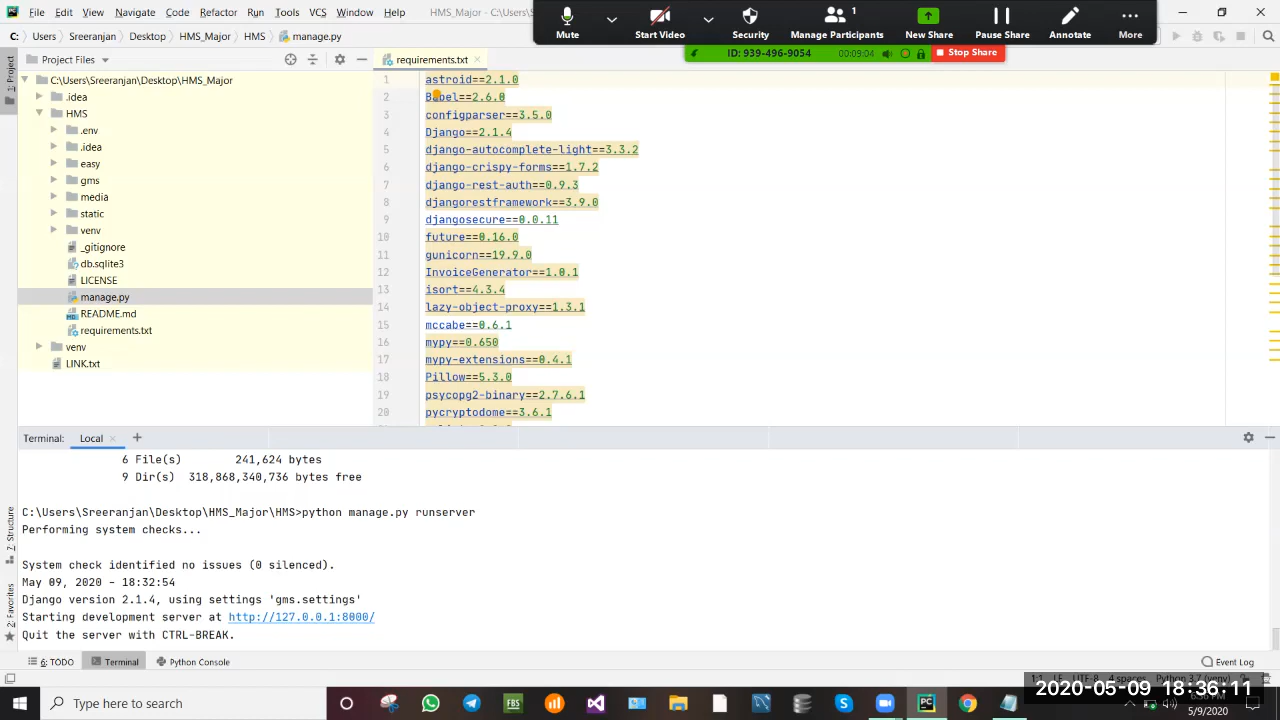 File Edit View Navigate Code Refactor Run Tools VCS Window Help HMS_Major - C:\Users\S
Mute Start Video Security Manage Participants 1 New Share Pause Share Annotate More
C: Users Sreeranjan Desktop HMS_Major HMS manage.py
ID: 939-496-9054 00:09:04 Stop Share
1: Project
Project Files
requirements.txt
C:\Users\Sreeranjan\Desktop\HMS_Major
.idea
HMS
.env
.idea
easy
gms
media
static
venv
_gitignore
db.sqlite3
LICENSE
manage.py
README.md
requirements.txt
venv
LINK.txt
1 astroid==2.1.0
2 Babel==2.6.0
3 configparser==3.5.0
4 Django==2.1.4
5 django-autocomplete-light==3.3.2
6 django-crispy-forms==1.7.2
7 django-rest-auth==0.9.3
8 djangorestframework==3.9.0
9 djangosecure==0.0.11
10 future==0.16.0
11 gunicorn==19.9.0
12 InvoiceGenerator==1.0.1
13 isort==4.3.4
14 lazy-object-proxy==1.3.1
15 mccabe==0.6.1
16 mypy==0.650
17 mypy-extensions==0.4.1
18 Pillow==5.3.0
19 psycopg2-binary==2.7.6.1
20 pycryptodome==3.6.1
Terminal: Local
6 File(s) 241,624 bytes
9 Dir(s) 318,868,340,736 bytes free
C:\Users\Sreeranjan\Desktop\HMS_Major\HMS>python manage.py runserver
Performing system checks...
System check identified no issues (0 silenced).
May 09, 2020 - 18:32:54
Django version 2.1.4, using settings 'gms.settings'
Starting development server at http://127.0.0.1:8000/
Quit the server with CTRL-BREAK.
7: Structure
2: Favorites
6: TODO Terminal Python Console Event Log
2020-05-09 18:36:11
Type here to search
FBS
PC
5/9/2020